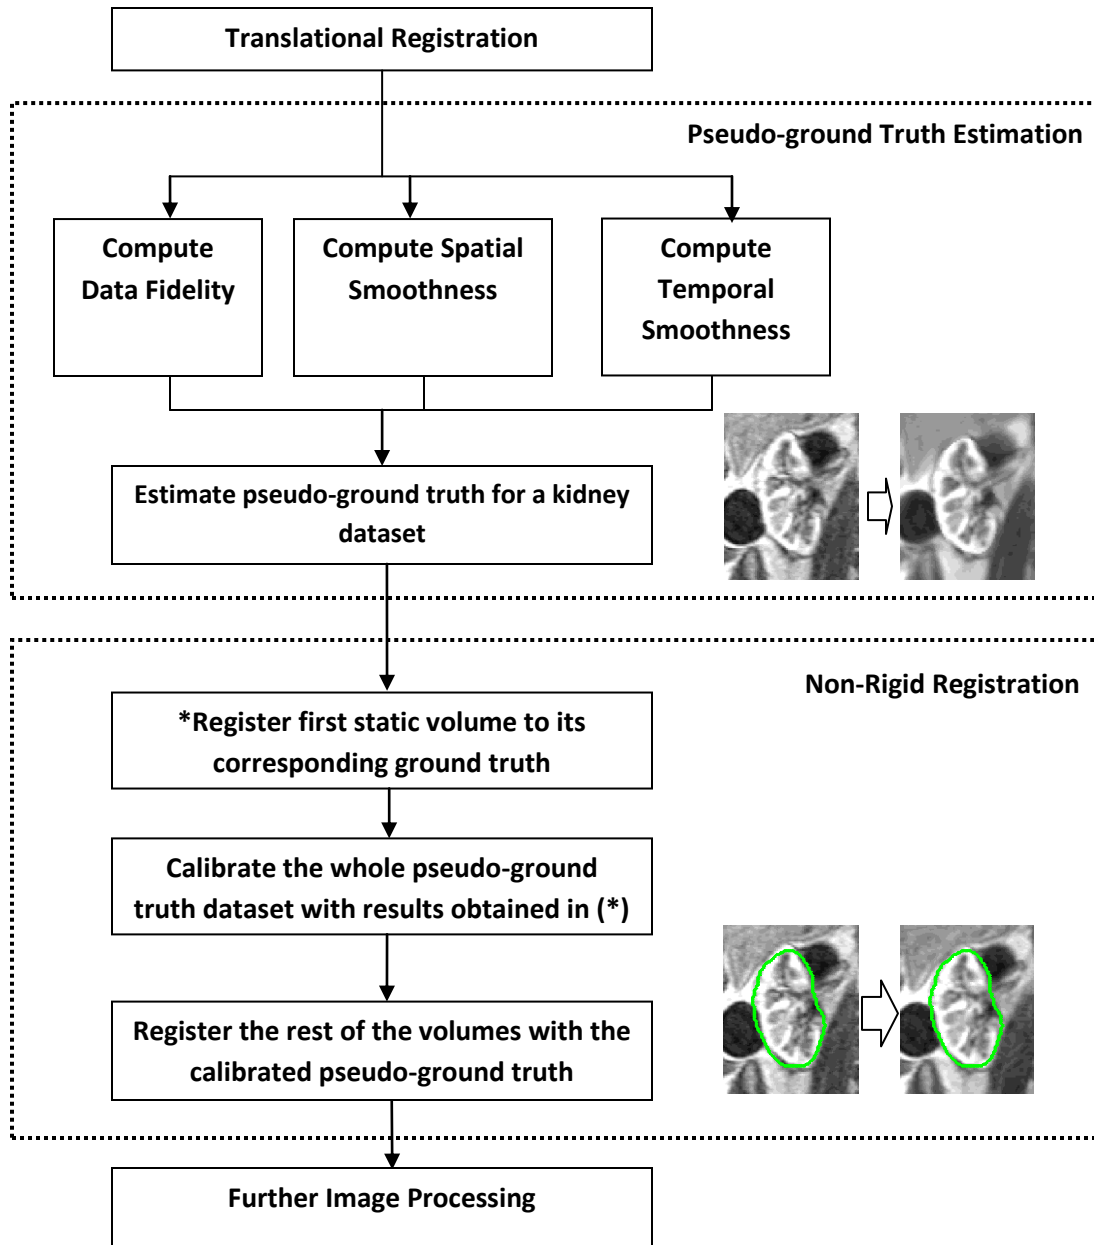 Translational Registration
Pseudo-ground Truth Estimation
Compute
Data Fidelity
Compute Spatial
Smoothness
Compute
Temporal
Smoothness
Estimate pseudo-ground truth for a kidney
dataset
Non-Rigid Registration
*Register first static volume to its
corresponding ground truth
Calibrate the whole pseudo-ground
truth dataset with results obtained in (*)
Register the rest of the volumes with the
calibrated pseudo-ground truth
Further Image Processing